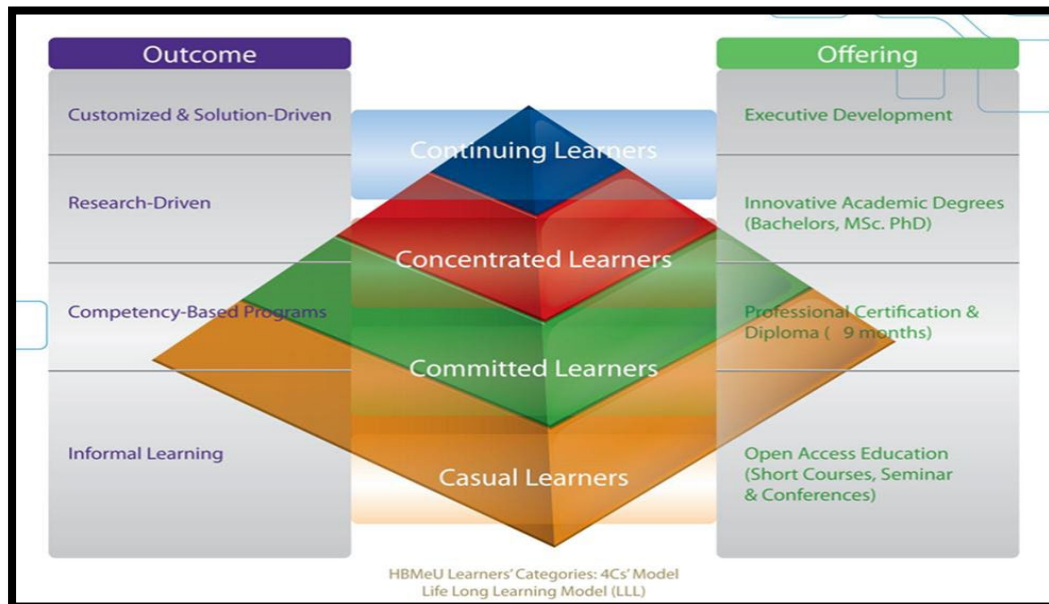 Outcome
Offering
Customized & Solution-Driven
Continuing Learners
Executive Development
Research-Driven
Concentrated Learners
Innovative Academic Degrees
(Bachelors, MSc. PhD)
Competency-Based Programs
Committed Learners
Professional Certification &
Diploma ( 9 months)
Informal Learning
Casual Learners
Open Access Education
(Short Courses, Seminar
& Conferences)
HBMeU Learners' Categories: 4Cs' Model
Life Long Learning Model (LLL)